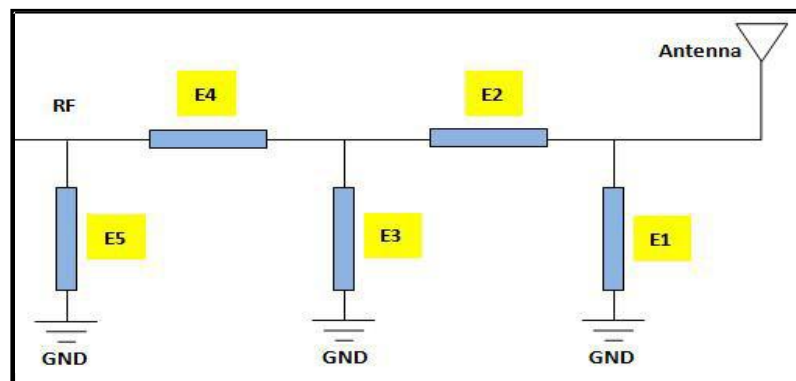 Antenna
E4
E2
RF
E5
E3
E1
GND
GND
GND